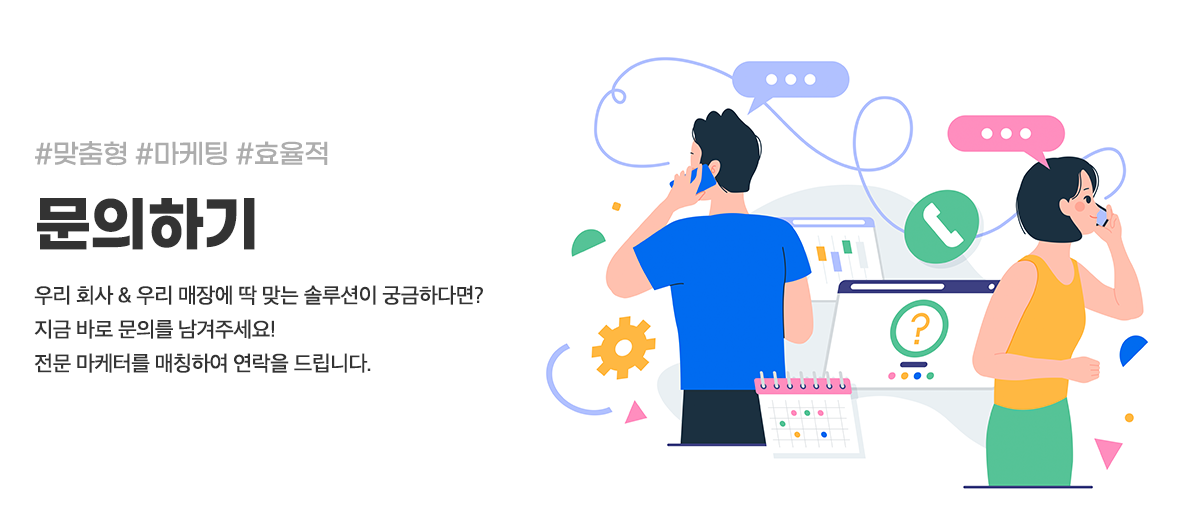 #맞춤형 #마케팅 #효율적
문의하기
우리 회사 & 우리 매장에 딱 맞는 솔루션이 궁금하다면?
지금 바로 문의를 남겨주세요!
전문 마케터를 매칭하여 연락을 드립니다.
?